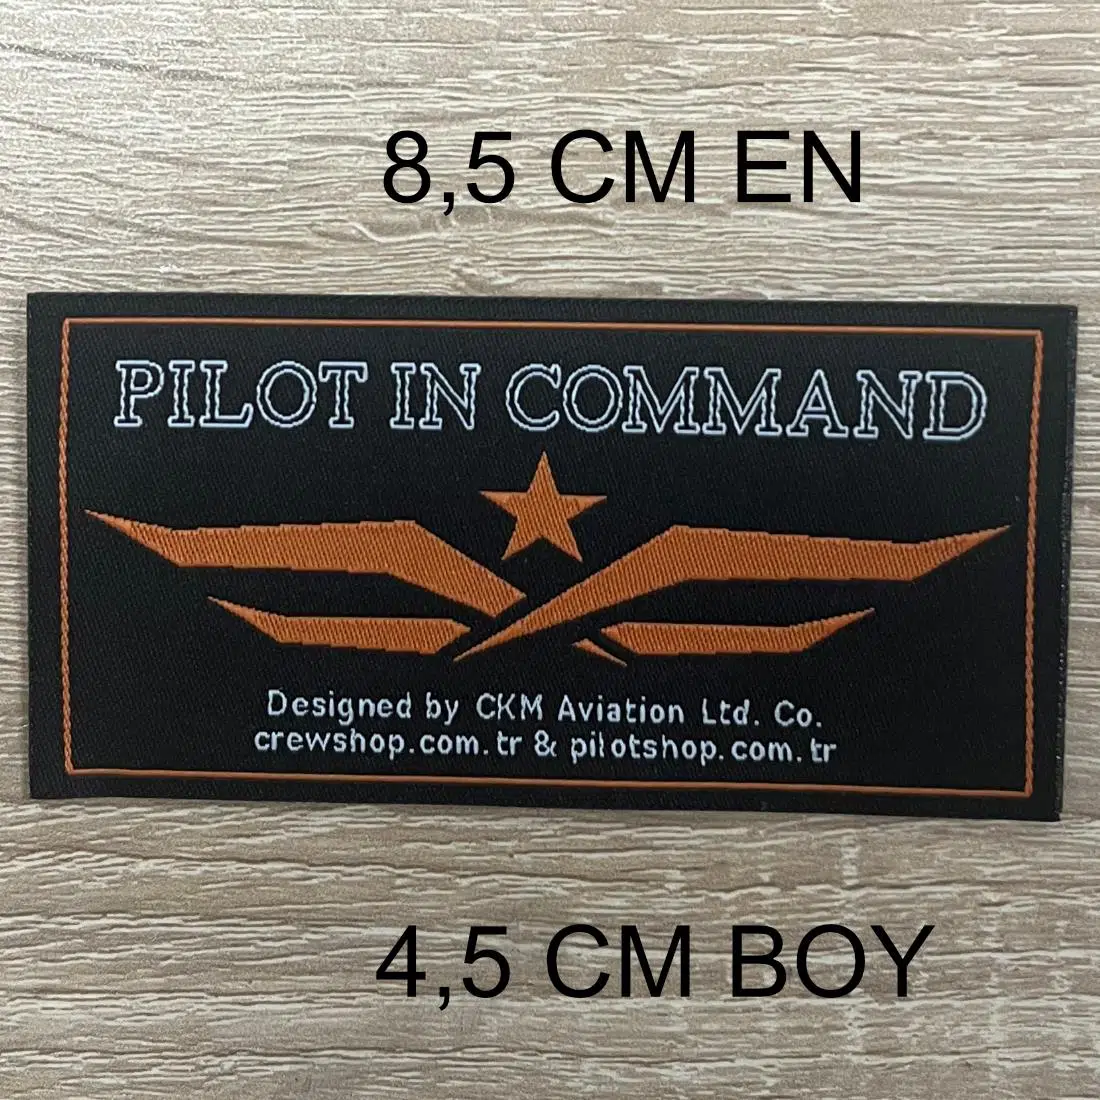 8,5 CM EN
PILOT IN COMMAND
Designed by CKM Aviation Ltd. Co.
crewshop.com.tr & pilotshop.com.tr
4,5 CM BOY